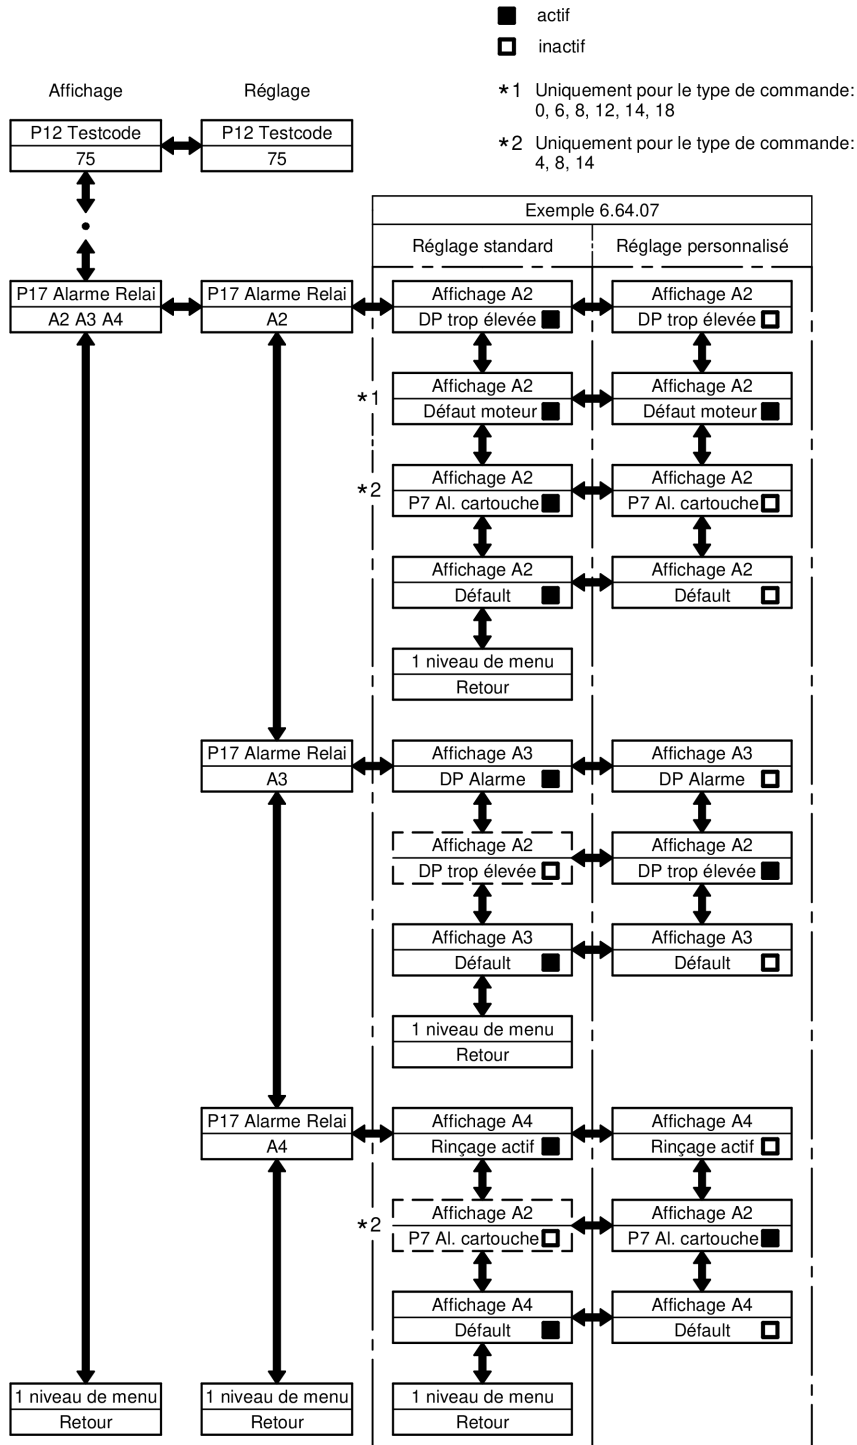 actif
inactif
*1 Uniquement pour le type de commande:
0, 6, 8, 12, 14, 18
*2 Uniquement pour le type de commande:
4, 8, 14
Affichage
Réglage
P12 Testcode
75
P12 Testcode
75
Exemple 6.64.07
Réglage standard
Réglage personnalisé
P17 Alarme Relai
A2 A3 A4
P17 Alarme Relai
A2
Affichage A2
DP trop élevée
Affichage A2
DP trop élevée
*1
Affichage A2
Défaut moteur
Affichage A2
Défaut moteur
*2
Affichage A2
P7 Al. cartouche
Affichage A2
P7 Al. cartouche
Affichage A2
Défault
Affichage A2
Défault
1 niveau de menu
Retour
P17 Alarme Relai
A3
Affichage A3
DP Alarme
Affichage A3
DP Alarme
Affichage A2
DP trop élevée
Affichage A2
DP trop élevée
Affichage A3
Défault
Affichage A3
Défault
1 niveau de menu
Retour
P17 Alarme Relai
A4
Affichage A4
Rinçage actif
Affichage A4
Rinçage actif
*2
Affichage A2
P7 Al. cartouche
Affichage A2
P7 Al. cartouche
Affichage A4
Défault
Affichage A4
Défault
1 niveau de menu
Retour
1 niveau de menu
Retour
1 niveau de menu
Retour